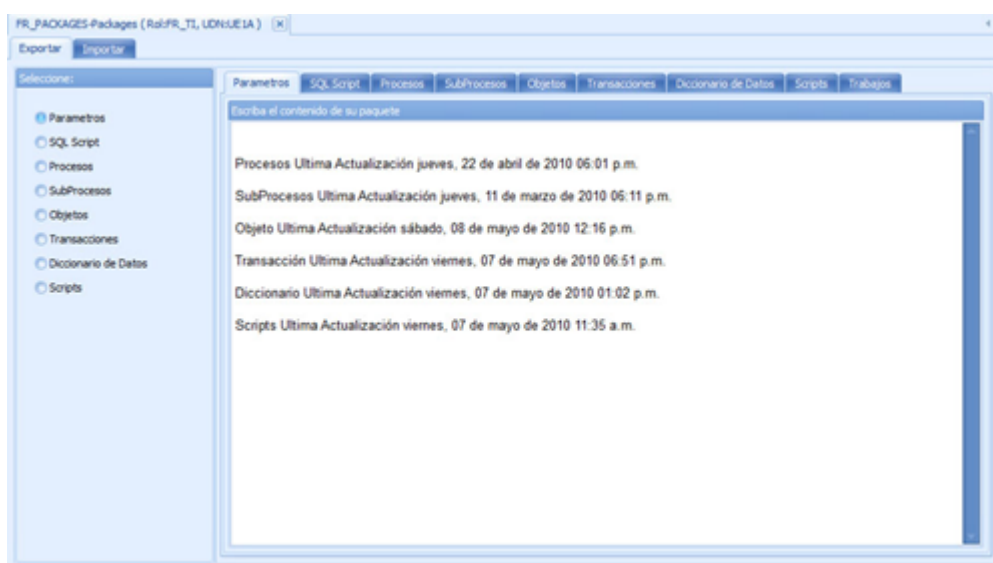 FR_PACKAGES-Packages ( Rol:FR_TI, UDN:UE1A )
Exportar Importar
Seleccione:
Parametros
SQL Script
Procesos
SubProcesos
Objetos
Transacciones
Diccionario de Datos
Scripts
Parametros SQL Script Procesos SubProcesos Objetos Transacciones Diccionario de Datos Scripts Trabajos
Escriba el contenido de su paquete
Procesos Ultima Actualización jueves, 22 de abril de 2010 06:01 p.m.
SubProcesos Ultima Actualización jueves, 11 de marzo de 2010 06:11 p.m.
Objeto Ultima Actualización sábado, 08 de mayo de 2010 12:16 p.m.
Transacción Ultima Actualización viernes, 07 de mayo de 2010 06:51 p.m.
Diccionario Ultima Actualización viernes, 07 de mayo de 2010 01:02 p.m.
Scripts Ultima Actualización viernes, 07 de mayo de 2010 11:35 a.m.